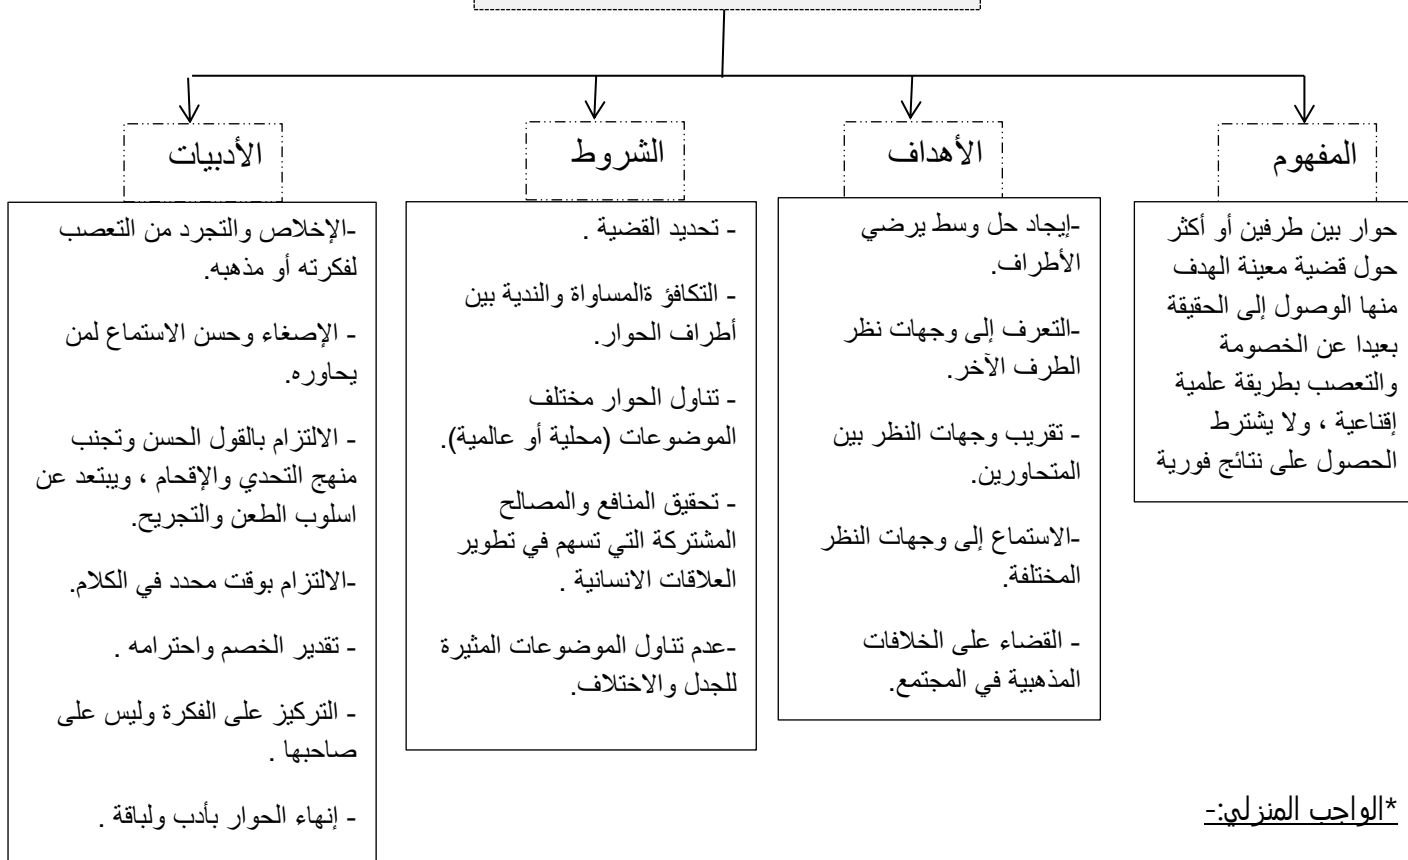 المفهوم
حوار بين طرفين أو أكثر
حول قضية معينة الهدف
منها الوصول إلى الحقيقة
بعيدا عن الخصومة
والتعصب بطريقة علمية
إقناعية ، ولا يشترط
الحصول على نتائج فورية
الأهداف
-إيجاد حل وسط يرضي
الأطراف.
-التعرف إلى وجهات نظر
الطرف الآخر.
- تقريب وجهات النظر بين
المتحاورين.
-الاستماع إلى وجهات النظر
المختلفة.
- القضاء على الخلافات
المذهبية في المجتمع.
الشروط
- تحديد القضية .
- التكافؤ ةالمساواة والندية بين
أطراف الحوار.
- تناول الحوار مختلف
الموضوعات (محلية أو عالمية).
- تحقيق المنافع والمصالح
المشتركة التي تسهم في تطوير
العلاقات الانسانية .
-عدم تناول الموضوعات المثيرة
للجدل والاختلاف.
الأدبيات
-الإخلاص والتجرد من التعصب
لفكرته أو مذهبه.
- الإصغاء وحسن الاستماع لمن
يحاوره.
- الالتزام بالقول الحسن وتجنب
منهج التحدي والإقحام ، ويبتعد عن
اسلوب الطعن والتجريح.
-الالتزام بوقت محدد في الكلام.
- تقدير الخصم واحترامه .
- التركيز على الفكرة وليس على
صاحبها .
- إنهاء الحوار بأدب ولباقة .
*الواجب المنزلي:-